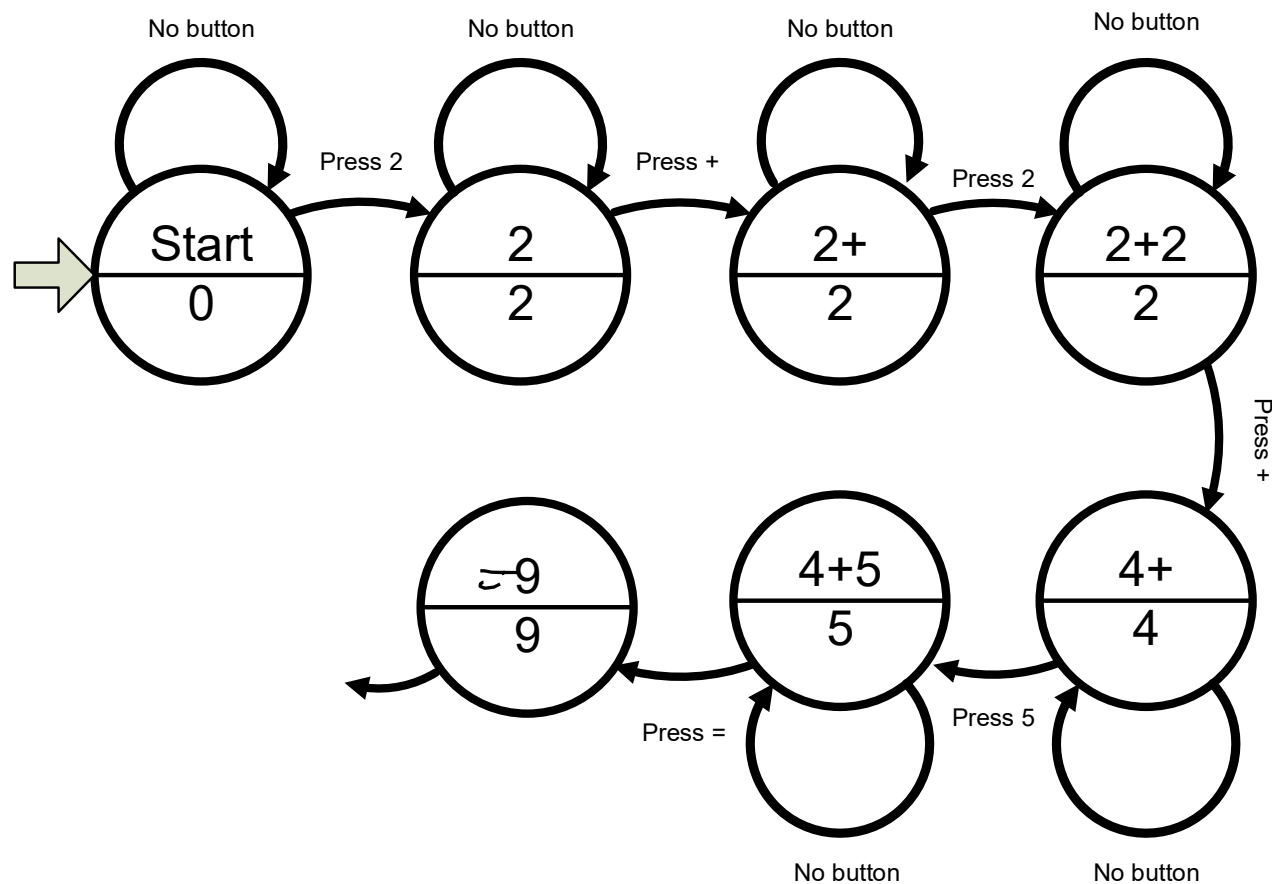 No button
No button
No button
No button
Press 2
Press +
Press 2
Start
0
2
2
2+
2
2+2
2
Press +
4+
4
4+5
5
=9
9
Press 5
Press =
No button
No button